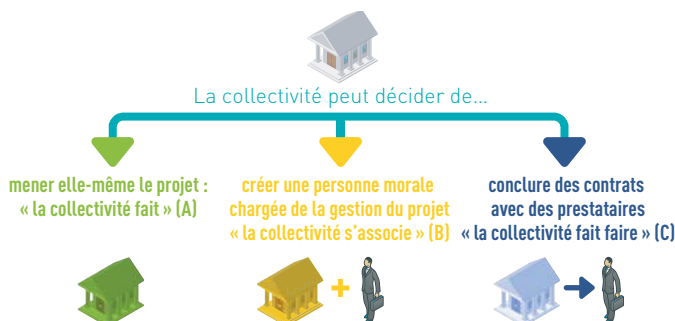 La collectivité peut décider de...
mener elle-même le projet :
« la collectivité fait » (A)
créer une personne morale
chargée de la gestion du projet
« la collectivité s’associe » (B)
conclure des contrats
avec des prestataires
« la collectivité fait faire » (C)